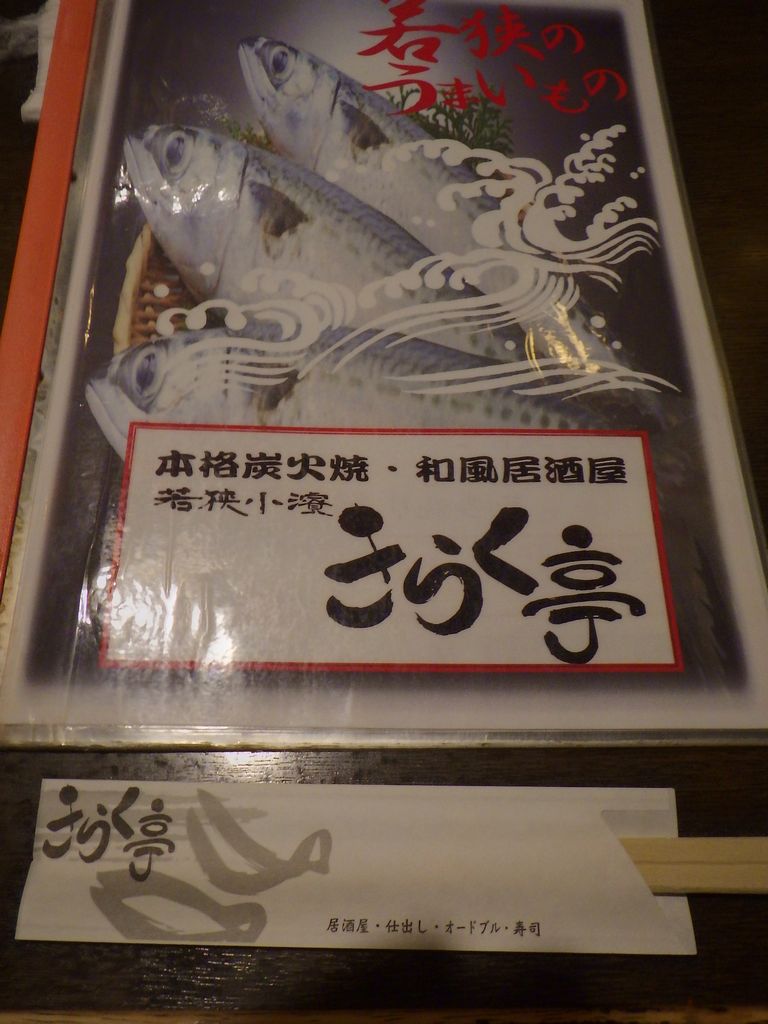 若狭の
うまいもの
本格炭火焼・和風居酒屋
若狭小濱
きらく亭
きらく亭
居酒屋・仕出し・オードブル・寿司